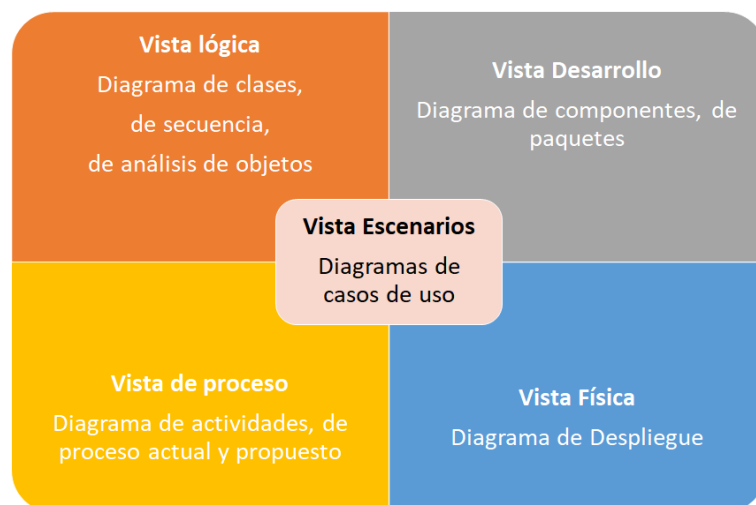 Vista lógica
Diagrama de clases,
de secuencia,
de análisis de objetos
Vista Desarrollo
Diagrama de componentes, de
paquetes
Vista Escenarios
Diagramas de
casos de uso
Vista de proceso
Diagrama de actividades, de
proceso actual y propuesto
Vista Física
Diagrama de Despliegue